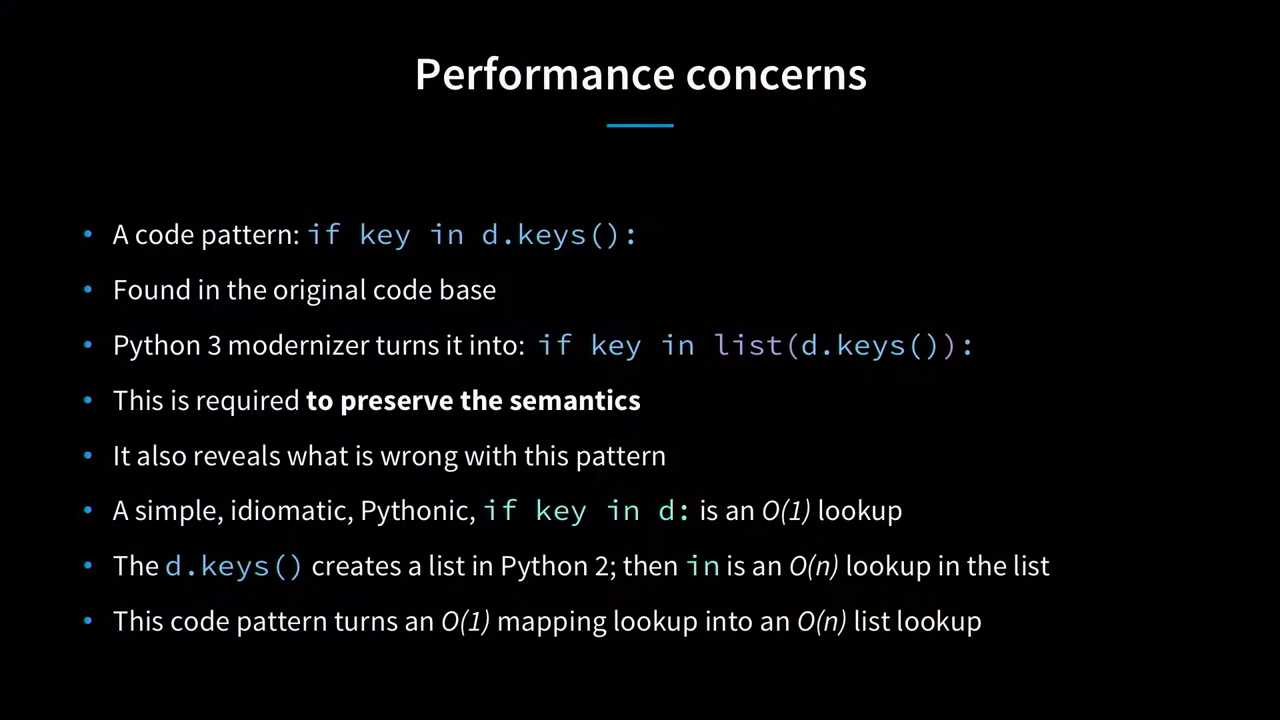 Performance concerns
• A code pattern: if key in d.keys():
• Found in the original code base
• Python 3 modernizer turns it into: if key in list(d.keys()):
• This is required to preserve the semantics
• It also reveals what is wrong with this pattern
• A simple, idiomatic, Pythonic, if key in d: is an O(1) lookup
• The d.keys() creates a list in Python 2; then in is an O(n) lookup in the list
• This code pattern turns an O(1) mapping lookup into an O(n) list lookup